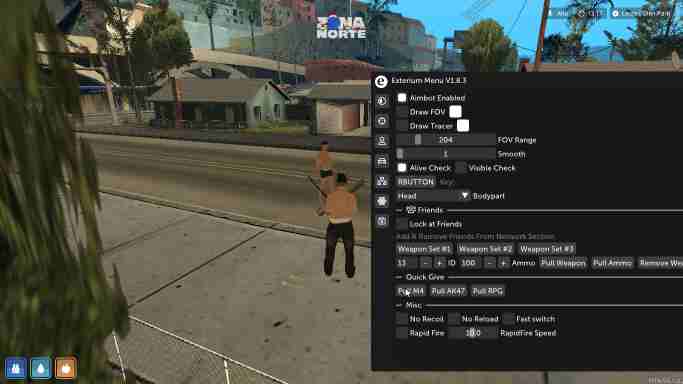 ZONA
NORTE
Exterium Menu V1.8.3
Aimbot Enabled
Draw FOV
Draw Tracer
204 FOV Range
1 Smooth
Alive Check Visible Check
RBUTTON Key:
Head Bodypart
Friends
Lock at Friends
Add & Remove Friends From Network Section
Weapon Set #1 Weapon Set #2 Weapon Set #3
- + ID 100 - + Ammo Pull Weapon Pull Ammo Remove
Quick Give
M4 Pull AK47 Pull RPG
Misc
No Recoil No Reload Fast switch
Rapid Fire 10.0 RapidFire Speed